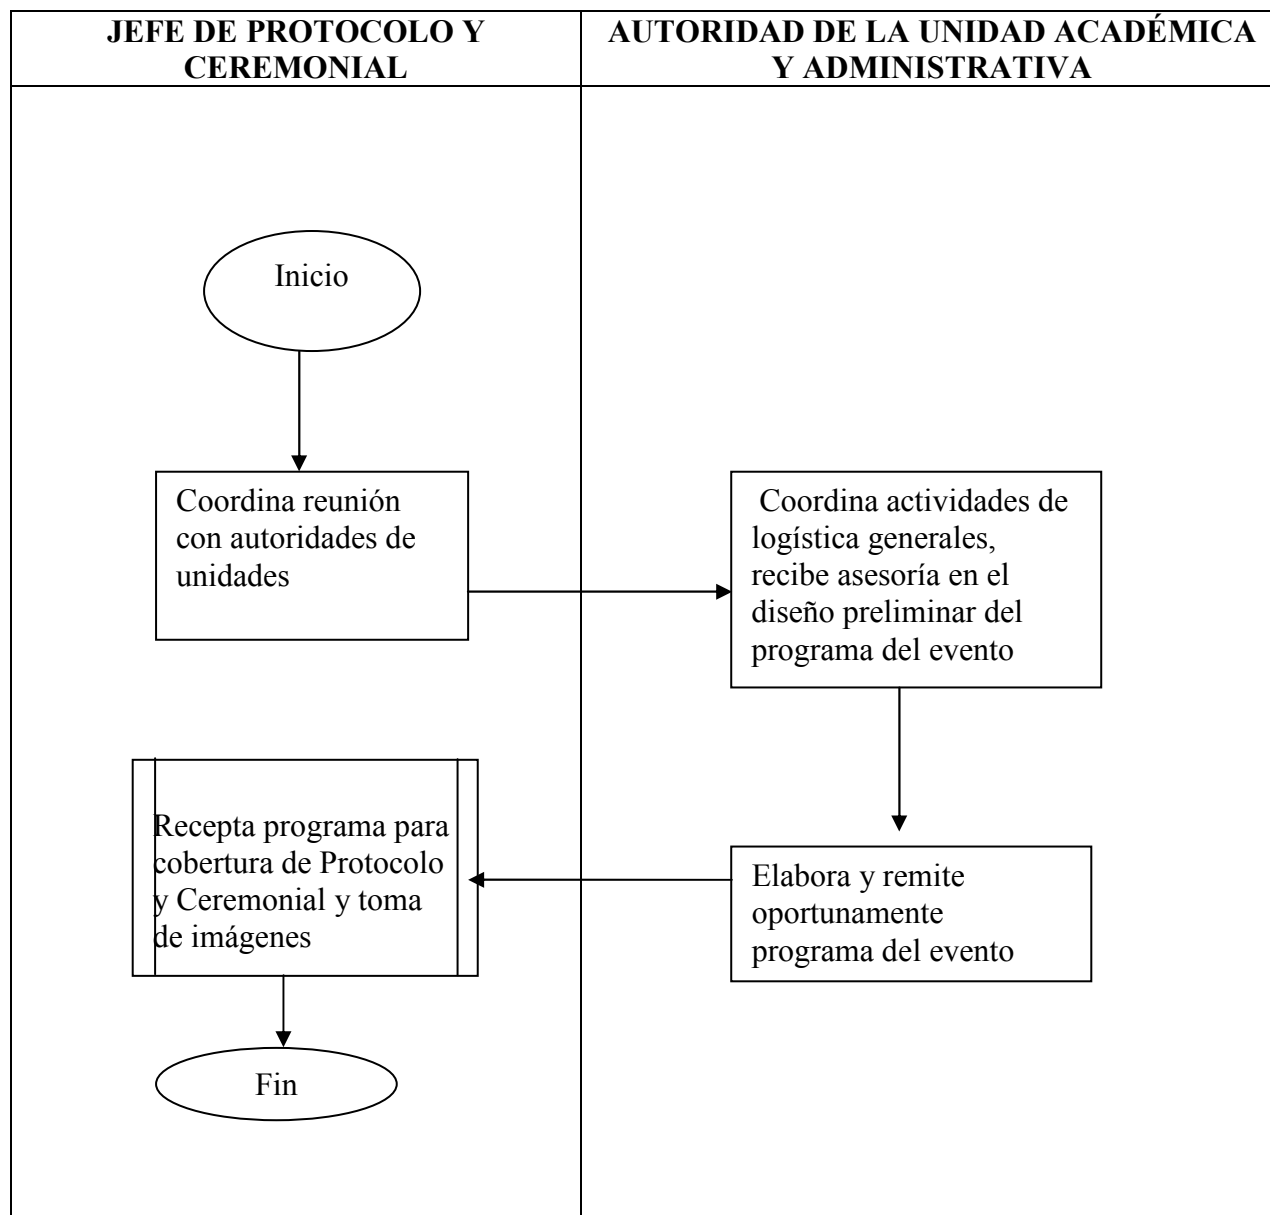 JEFE DE PROTOCOLO Y
CEREMONIAL
AUTORIDAD DE LA UNIDAD ACADÉMICA
Y ADMINISTRATIVA
Inicio
Coordina reunión
con autoridades de
unidades
Coordina actividades de
logística generales,
recibe asesoría en el
diseño preliminar del
programa del evento
Elabora y remite
oportunamente
programa del evento
Recepta programa para
cobertura de Protocolo
y Ceremonial y toma
de imágenes
Fin